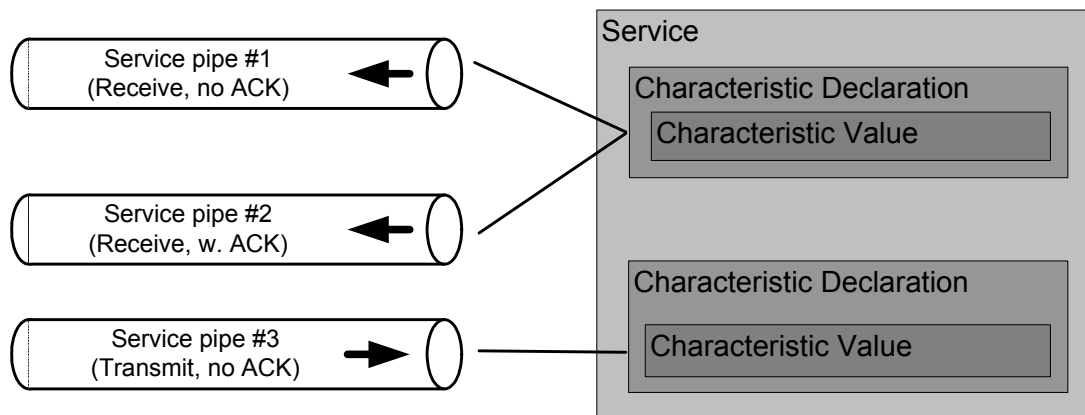 Service pipe #1
(Receive, no ACK)
Service pipe #2
(Receive, w. ACK)
Service pipe #3
(Transmit, no ACK)
Service
Characteristic Declaration
Characteristic Value
Characteristic Declaration
Characteristic Value